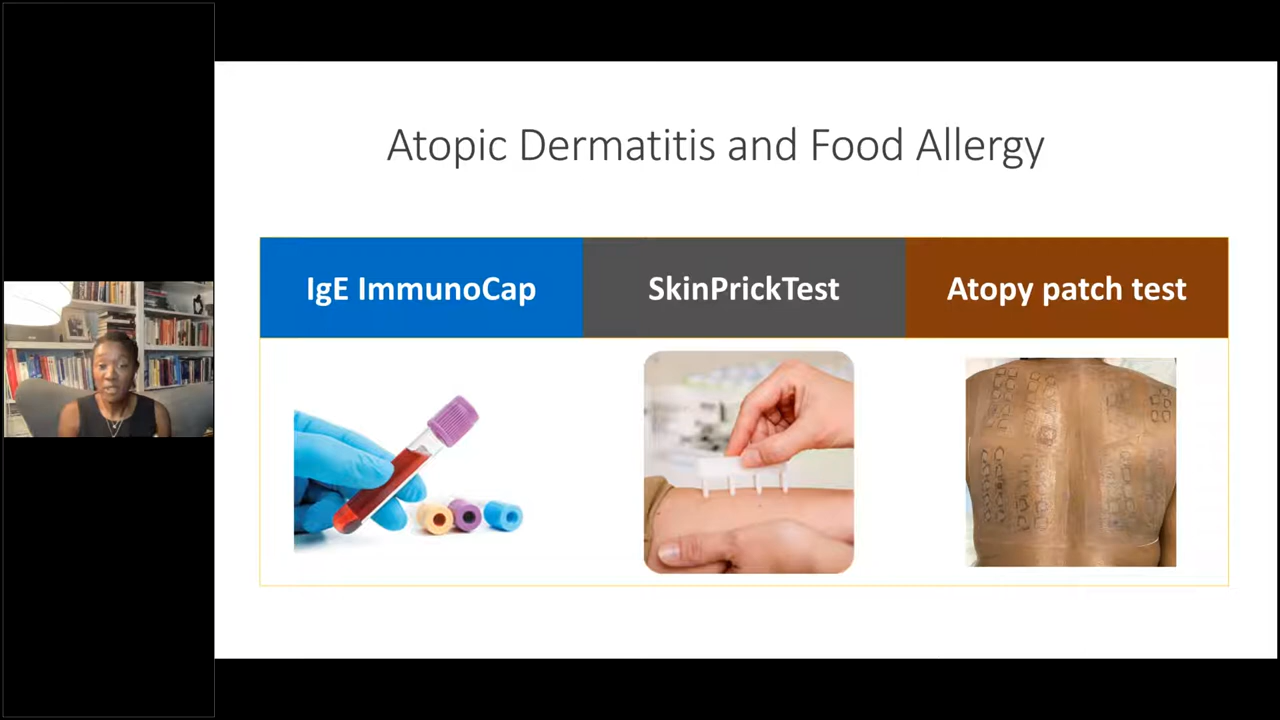 Atopic Dermatitis and Food Allergy
IgE ImmunoCap
SkinPrickTest
Atopy patch test